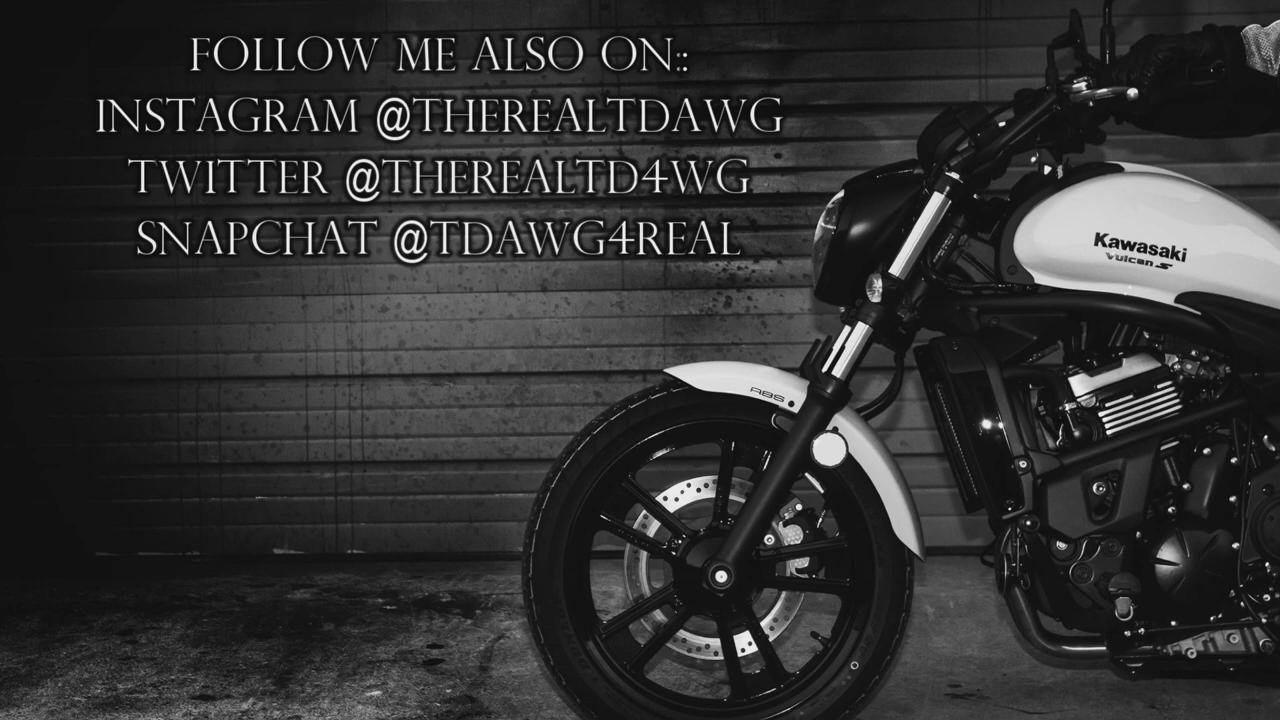 FOLLOW ME ALSO ON::
INSTAGRAM @THEREALTDAWG
TWITTER @THEREALTD4WG
SNAPCHAT @TDAWG4REAL
Kawasaki
VULCAN S
ABS